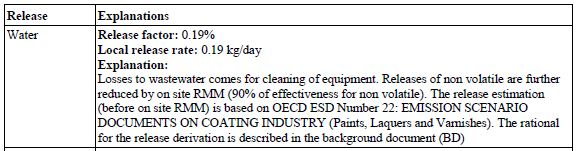 Release Explanations
Water Release factor: 0.19%
Local release rate: 0.19 kg/day
Explanation:
Losses to wastewater comes for cleaning of equipment. Releases of non volatile are further
reduced by on site RMM (90% of effectiveness for non volatile). The release estimation
(before on site RMM) is based on OECD ESD Number 22: EMISSION SCENARIO
DOCUMENTS ON COATING INDUSTRY (Paints, Laquers and Varnishes). The rational
for the release derivation is described in the background document (BD)